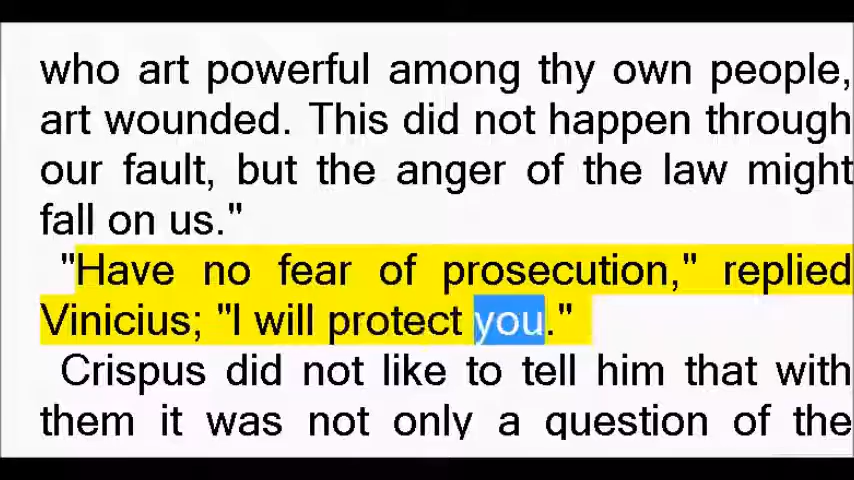 who art powerful among thy own people,
art wounded. This did not happen through
our fault, but the anger of the law might
fall on us."
"Have no fear of prosecution," replied
Vinicius; "I will protect you."
Crispus did not like to tell him that with
them it was not only a question of the